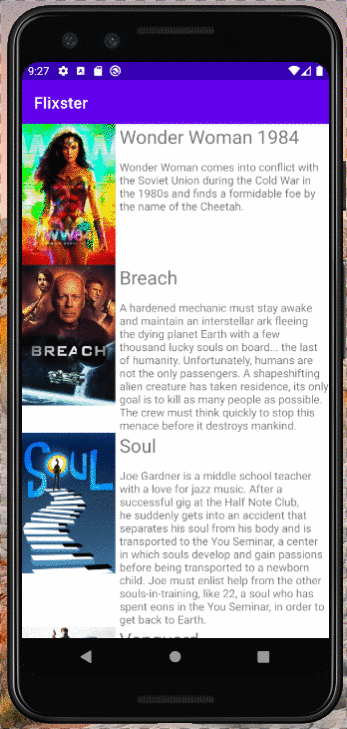 9:27
Flixster
Wonder Woman 1984
Wonder Woman comes into conflict with
the Soviet Union during the Cold War in
the 1980s and finds a formidable foe by
the name of the Cheetah.
WW84
Breach
A hardened mechanic must stay awake
and maintain an interstellar ark fleeing
the dying planet Earth with a few
thousand lucky souls on board... the last
of humanity. Unfortunately, humans are
not the only passengers. A shapeshifting
alien creature has taken residence, its only
goal is to kill as many people as possible.
The crew must think quickly to stop this
menace before it destroys mankind.
BREACH
Soul
Joe Gardner is a middle school teacher
with a love for jazz music. After a
successful gig at the Half Note Club,
he suddenly gets into an accident that
separates his soul from his body and is
transported to the You Seminar, a center
in which souls develop and gain passions
before being transported to a newborn
child. Joe must enlist help from the other
souls-in-training, like 22, a soul who has
spent eons in the You Seminar, in order to
get back to Earth.
SOUL
Vanguard